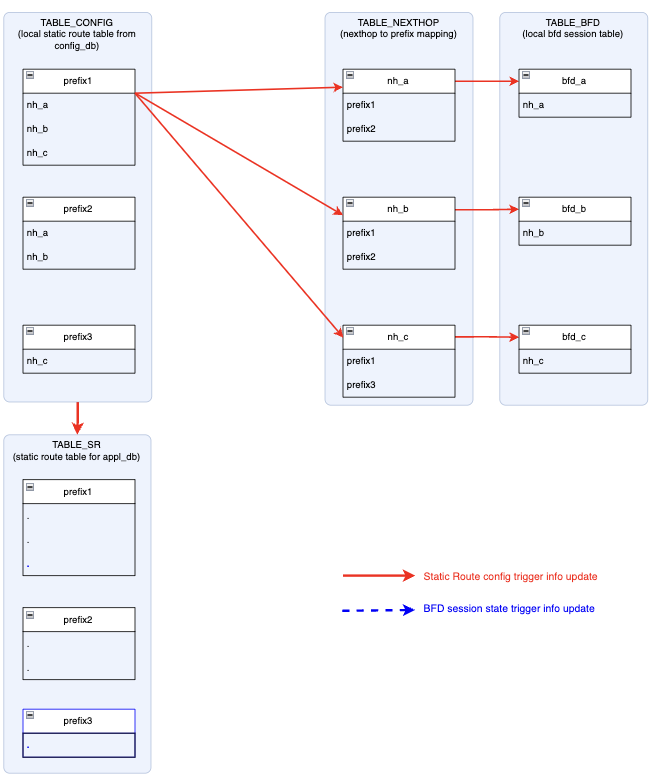 TABLE_CONFIG
(local static route table from
config_db)
prefix1
nh_a
nh_b
nh_c
prefix2
nh_a
nh_b
prefix3
nh_c
TABLE_NEXTHOP
(nexthop to prefix mapping)
nh_a
prefix1
prefix2
nh_b
prefix1
prefix2
nh_c
prefix1
prefix3
TABLE_BFD
(local bfd session table)
bfd_a
nh_a
bfd_b
nh_b
bfd_c
nh_c
TABLE_SR
(static route table for appl_db)
prefix1
.
.
.
prefix2
.
.
prefix3
.
Static Route config trigger info update
BFD session state trigger info update